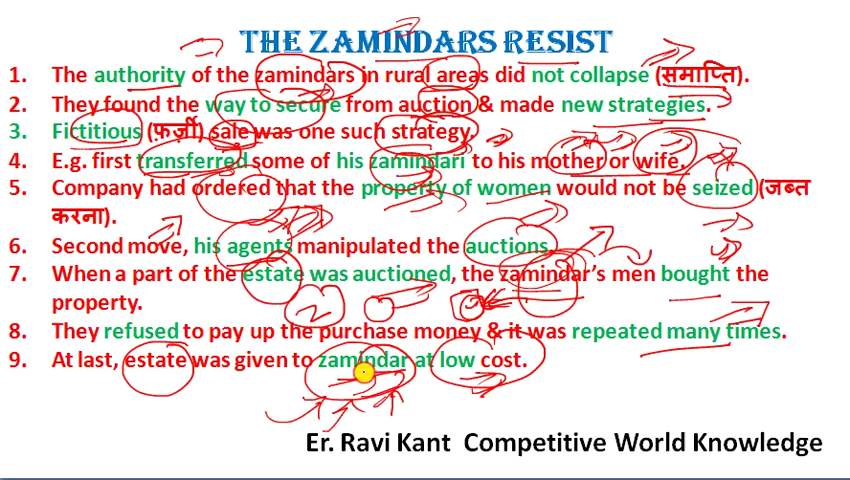 THE ZAMINDARS RESIST
1. The authority of the zamindars in rural areas did not collapse (समाप्ति).
2. They found the way to secure from auction & made new strategies.
3. Fictitious (फ़र्ज़ी) sale was one such strategy.
4. E.g. first transferred some of his zamindari to his mother or wife.
5. Company had ordered that the property of women would not be seized (जब्त
करना).
6. Second move, his agents manipulated the auctions.
7. When a part of the estate was auctioned, the zamindar's men bought the
property.
8. They refused to pay up the purchase money & it was repeated many times.
9. At last, estate was given to zamindar at low cost.
Er. Ravi Kant Competitive World Knowledge